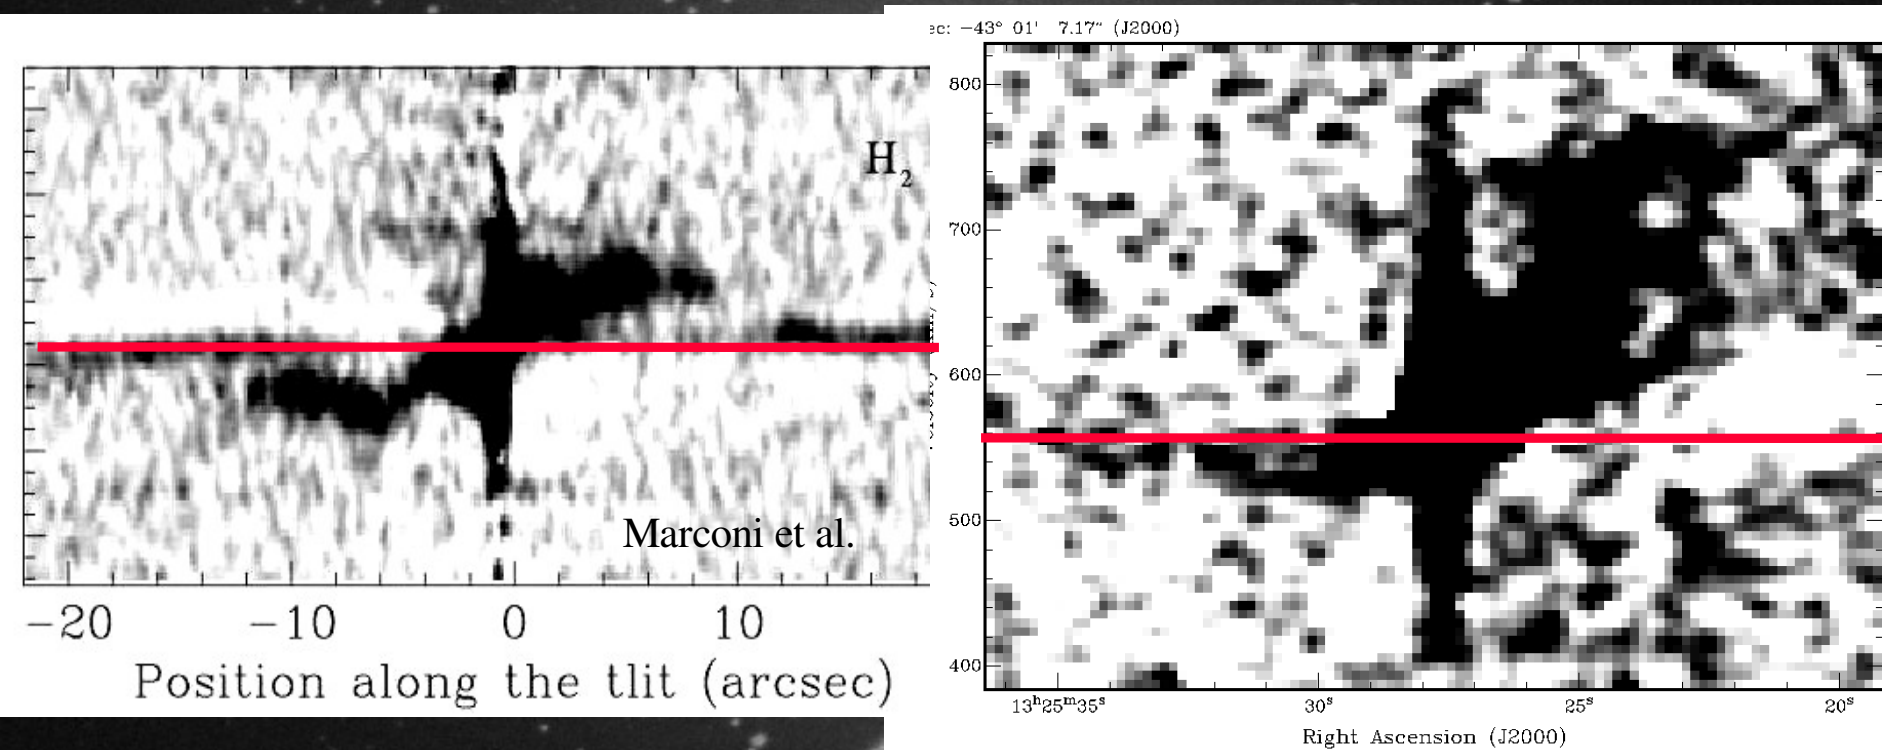 ec: −43° 01' 7.17" (J2000)
H₂
Marconi et al.
−20 −10 0 10
Position along the tlit (arcsec)
800
700
600
500
400
13ʰ25ᵐ35ˢ 30ˢ 25ˢ 20ˢ
Right Ascension (J2000)